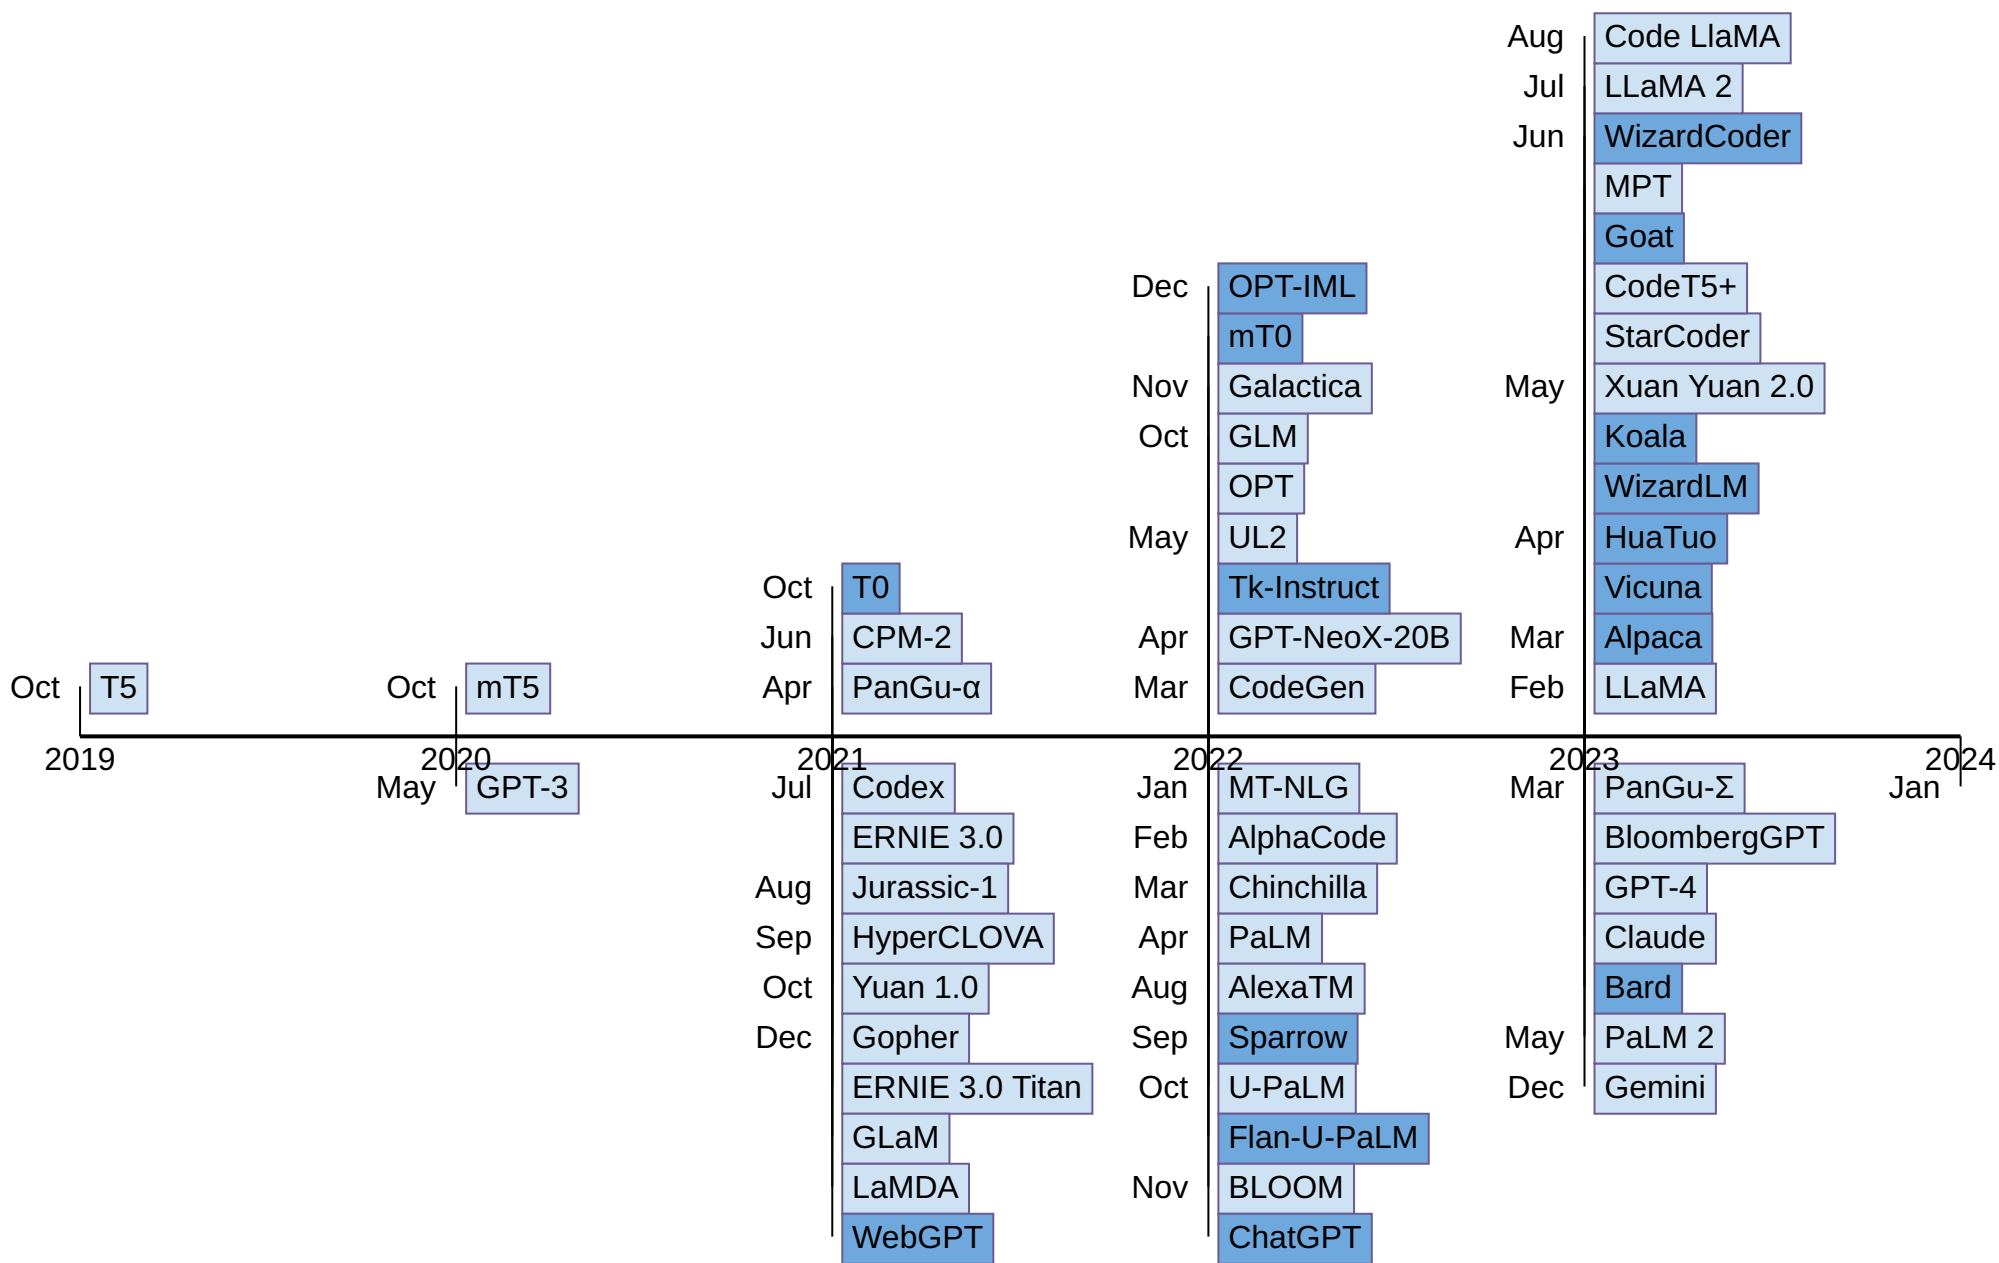 Aug Code LlaMA
Jul LLaMA 2
Jun WizardCoder
MPT
Goat
Dec OPT-IML CodeT5+
mT0 StarCoder
Nov Galactica May Xuan Yuan 2.0
Oct GLM Koala
OPT WizardLM
May UL2 Apr HuaTuo
Oct T0 Tk-Instruct Vicuna
Jun CPM-2 Apr GPT-NeoX-20B Mar Alpaca
Oct T5 Oct mT5 Apr PanGu-α Mar CodeGen Feb LLaMA
2019 2020 2021 2022 2023 2024
May GPT-3 Jul Codex Jan MT-NLG Mar PanGu-Σ Jan
ERNIE 3.0 Feb AlphaCode BloombergGPT
Aug Jurassic-1 Mar Chinchilla GPT-4
Sep HyperCLOVA Apr PaLM Claude
Oct Yuan 1.0 Aug AlexaTM Bard
Dec Gopher Sep Sparrow May PaLM 2
ERNIE 3.0 Titan Oct U-PaLM Dec Gemini
GLaM Flan-U-PaLM
LaMDA Nov BLOOM
WebGPT ChatGPT